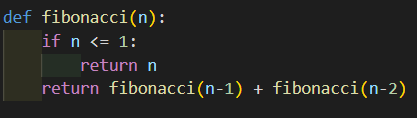 def fibonacci(n):
    if n <= 1:
        return n
    return fibonacci(n-1) + fibonacci(n-2)